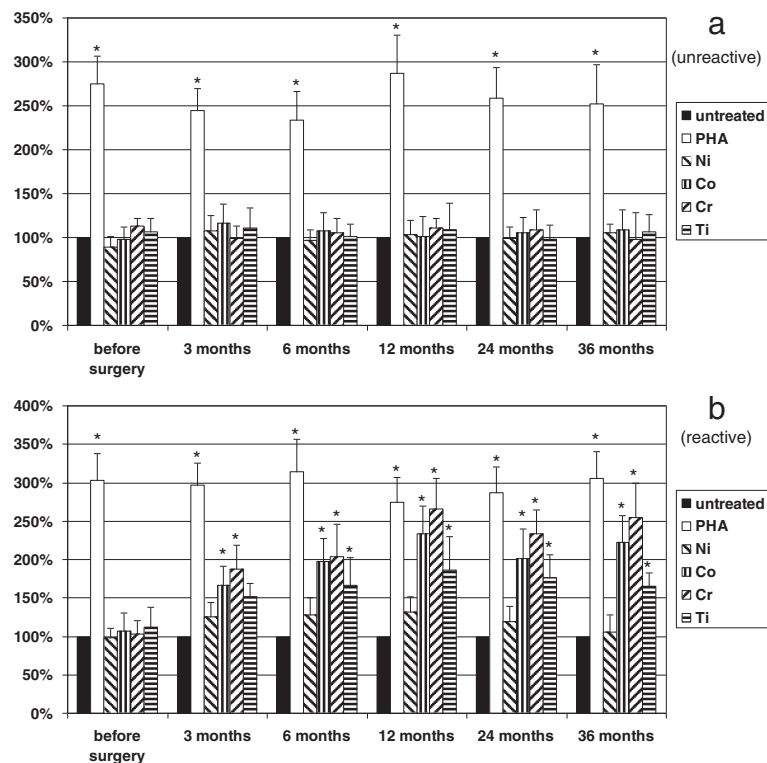 350%
300%
250%
200%
150%
100%
50%
0%
* * * * * *
before surgery 3 months 6 months 12 months 24 months 36 months
a
(unreactive)
untreated
PHA
Ni
Co
Cr
Ti
400%
350%
300%
250%
200%
150%
100%
50%
0%
* * * * * * * * * * * * * * * * * * * *
before surgery 3 months 6 months 12 months 24 months 36 months
b
(reactive)
untreated
PHA
Ni
Co
Cr
Ti